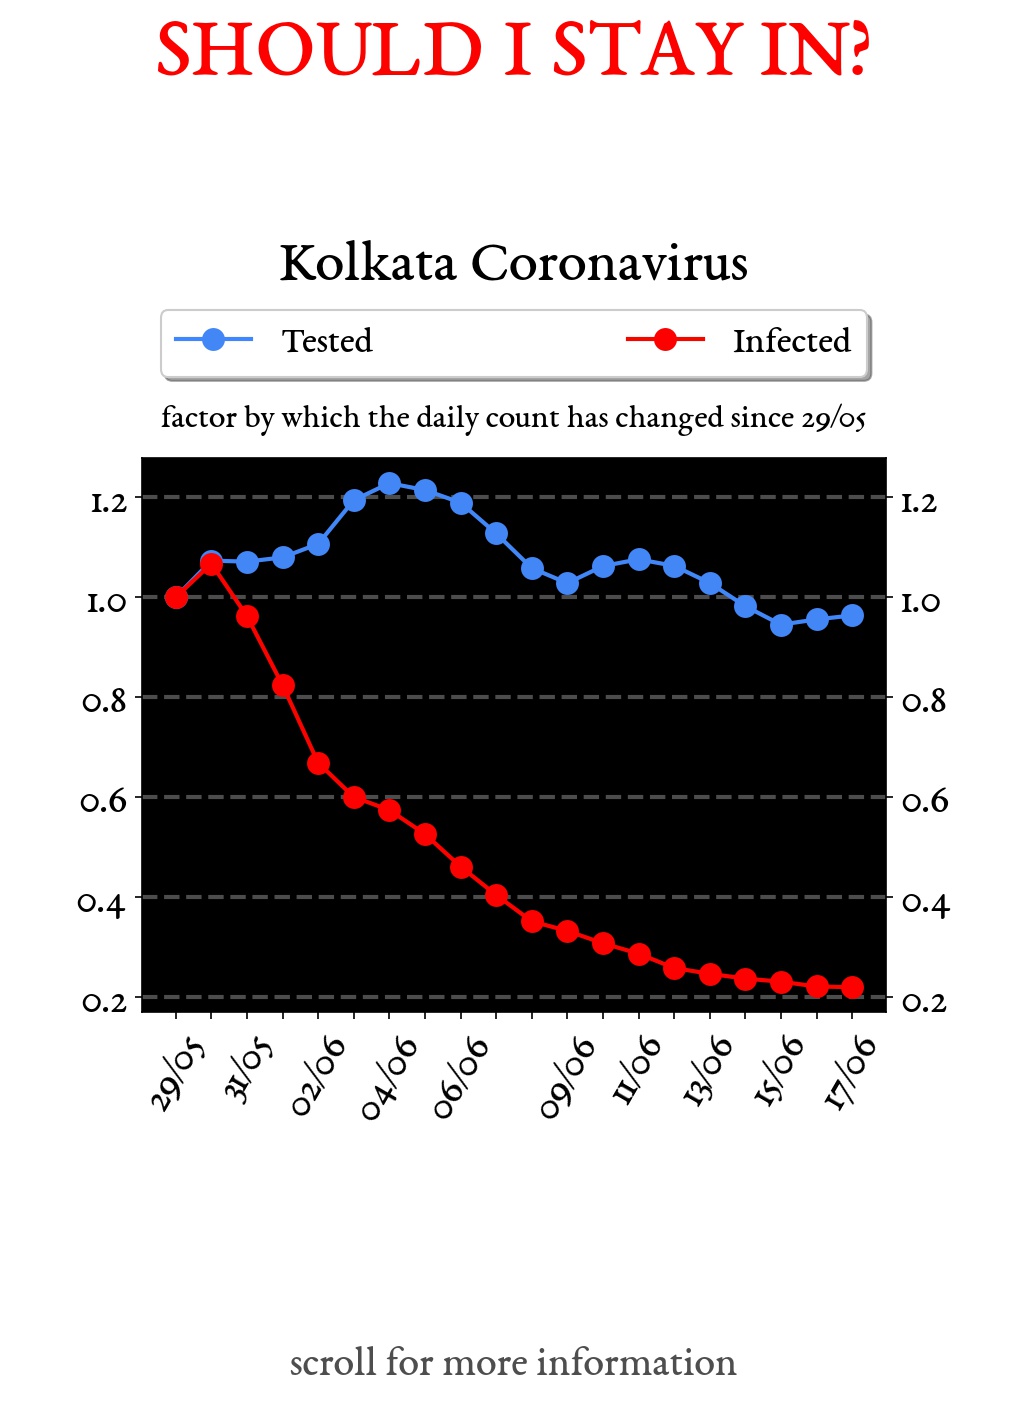 SHOULD I STAY IN?
Kolkata Coronavirus
Tested Infected
factor by which the daily count has changed since 29/05
1.2 1.2
1.0 1.0
0.8 0.8
0.6 0.6
0.4 0.4
0.2 0.2
29/05 31/05 02/06 04/06 06/06 09/06 11/06 13/06 15/06 17/06
scroll for more information